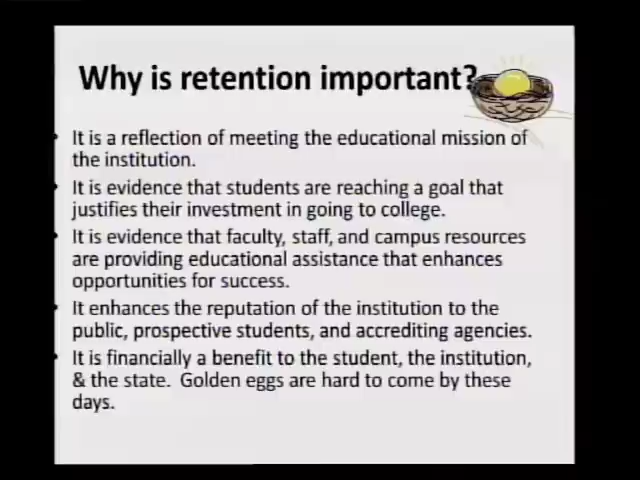 Why is retention important?
• It is a reflection of meeting the educational mission of
the institution.
• It is evidence that students are reaching a goal that
justifies their investment in going to college.
• It is evidence that faculty, staff, and campus resources
are providing educational assistance that enhances
opportunities for success.
• It enhances the reputation of the institution to the
public, prospective students, and accrediting agencies.
• It is financially a benefit to the student, the institution,
& the state.  Golden eggs are hard to come by these
days.